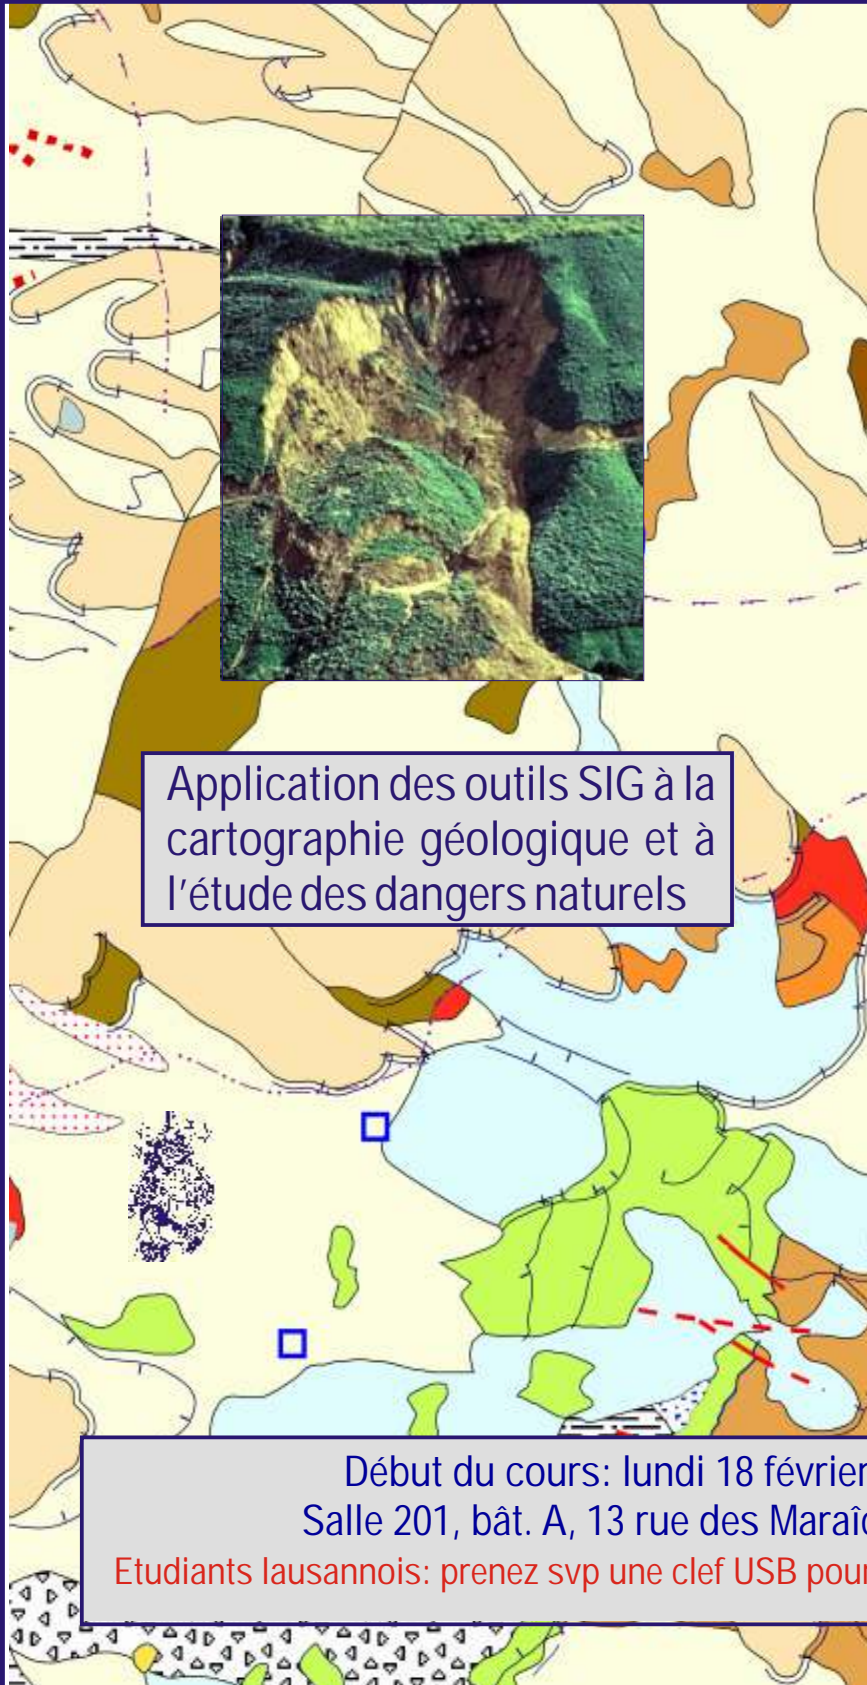 Application des outils SIG à la
cartographie géologique et à
l'étude des dangers naturels
Début du cours: lundi 18 février
Salle 201, bât. A, 13 rue des
Etudiants lausannois: prenez svp une clef USB pour